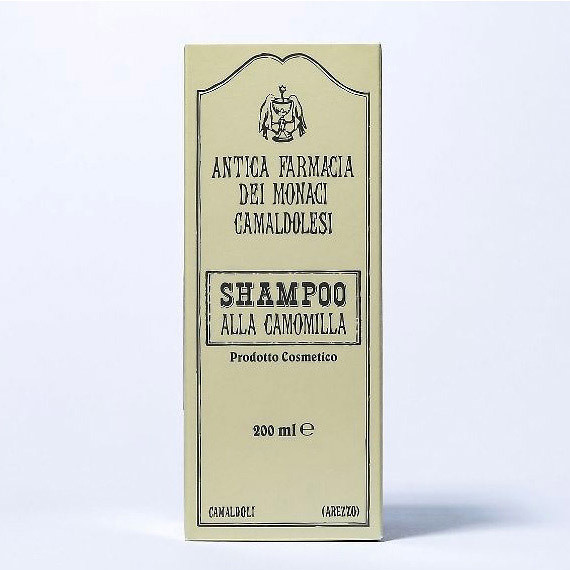 ANTICA FARMACIA
DEI MONACI
CAMALDOLESI
SHAMPOO
ALLA CAMOMILLA
Prodotto Cosmetico
200 ml ℮
CAMALDOLI (AREZZO)